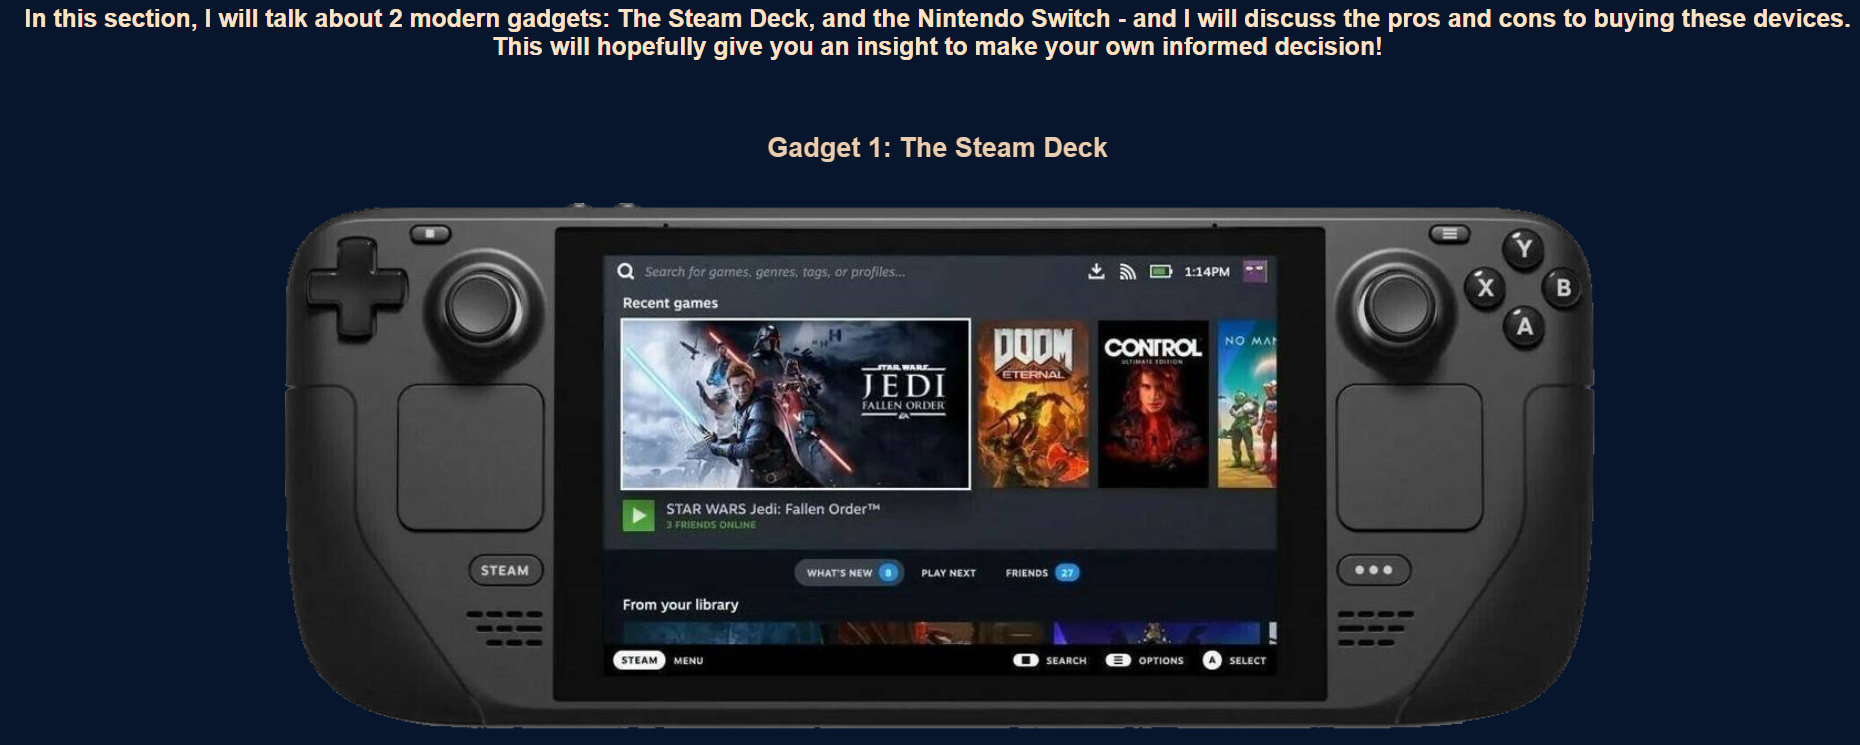 In this section, I will talk about 2 modern gadgets: The Steam Deck, and the Nintendo Switch - and I will discuss the pros and cons to buying these devices.
This will hopefully give you an insight to make your own informed decision!
Gadget 1: The Steam Deck
Search for games, genres, tags, or profiles...
1:14PM
Recent games
STAR WARS
JEDI
FALLEN ORDER
EA
DOOM
ETERNAL
CONTROL
ULTIMATE EDITION
NO MAN
STAR WARS Jedi: Fallen Order™
3 FRIENDS ONLINE
WHAT'S NEW 8 PLAY NEXT FRIENDS 27
From your library
STEAM MENU SEARCH OPTIONS A SELECT
STEAM
Y
X
B
A